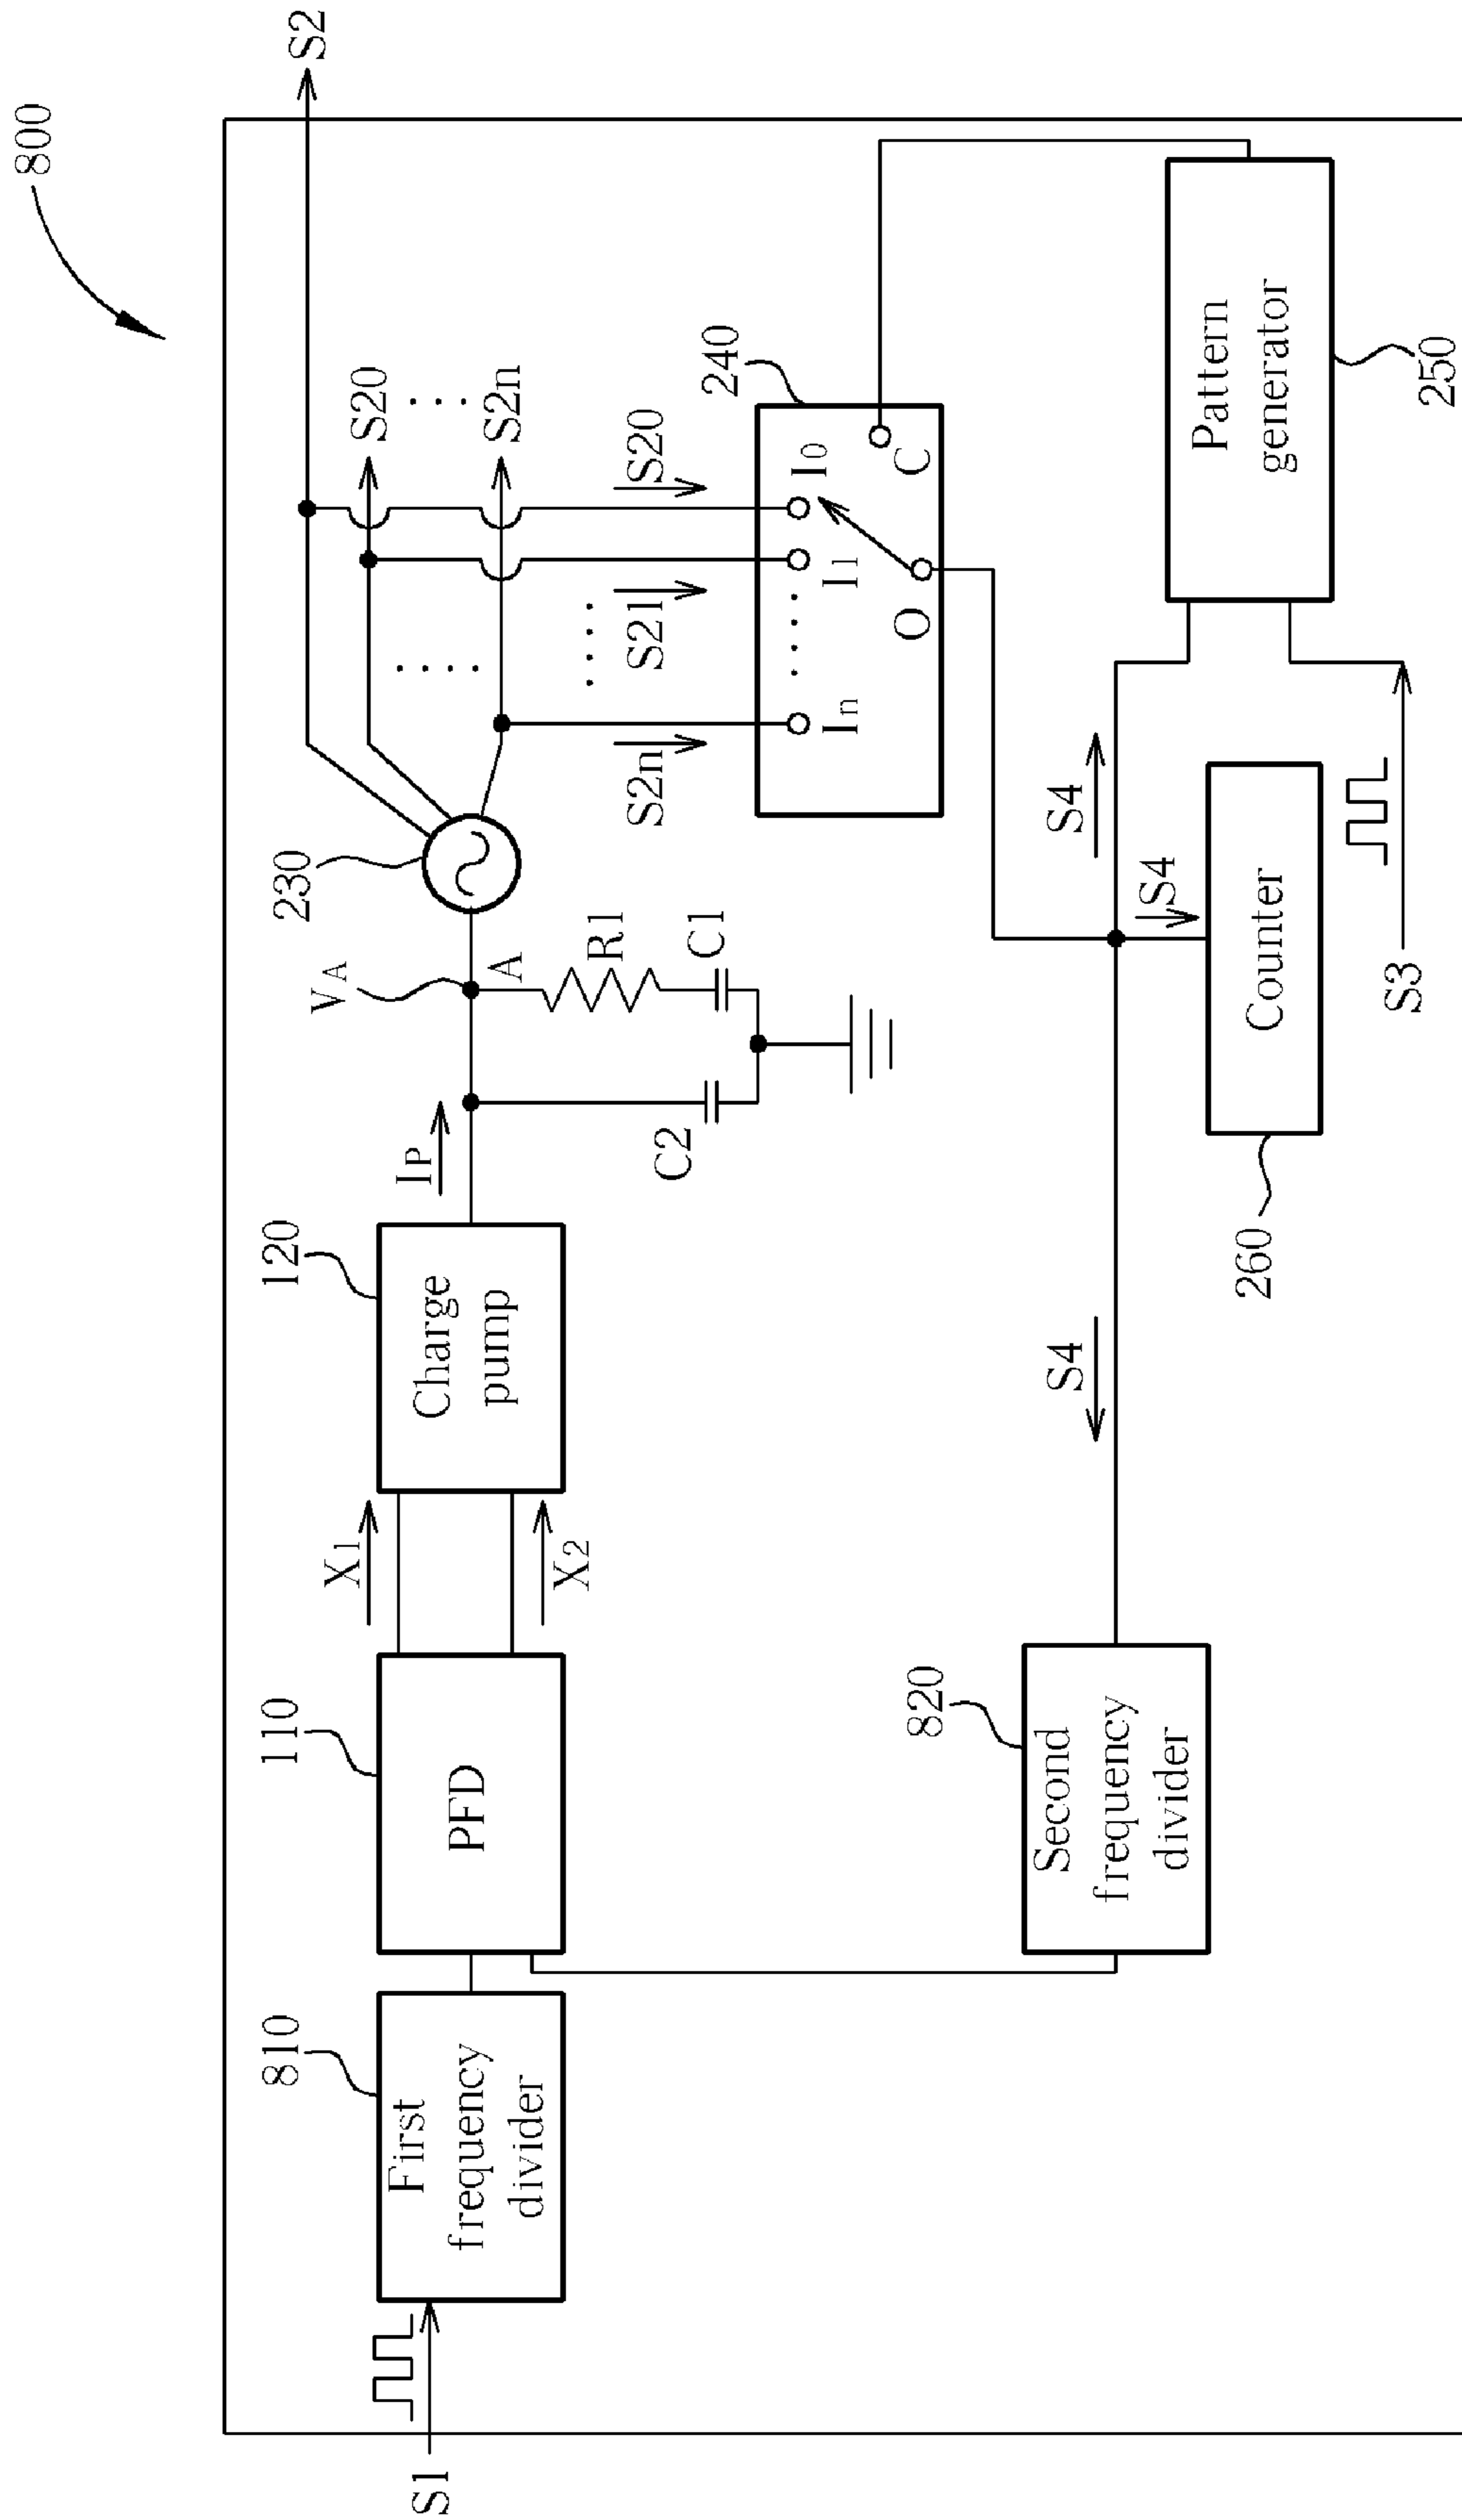 800
S2
S20
S2n
230
VA
A
R1
C1
C2
IP
120
Charge
pump
X1
X2
110
PFD
810
First
frequency
divider
S1
S20
S21
S2n
240
I0
I1
In
C
O
S4
S4
S4
820
Second
frequency
divider
Counter
260
Pattern
generator
250
S3